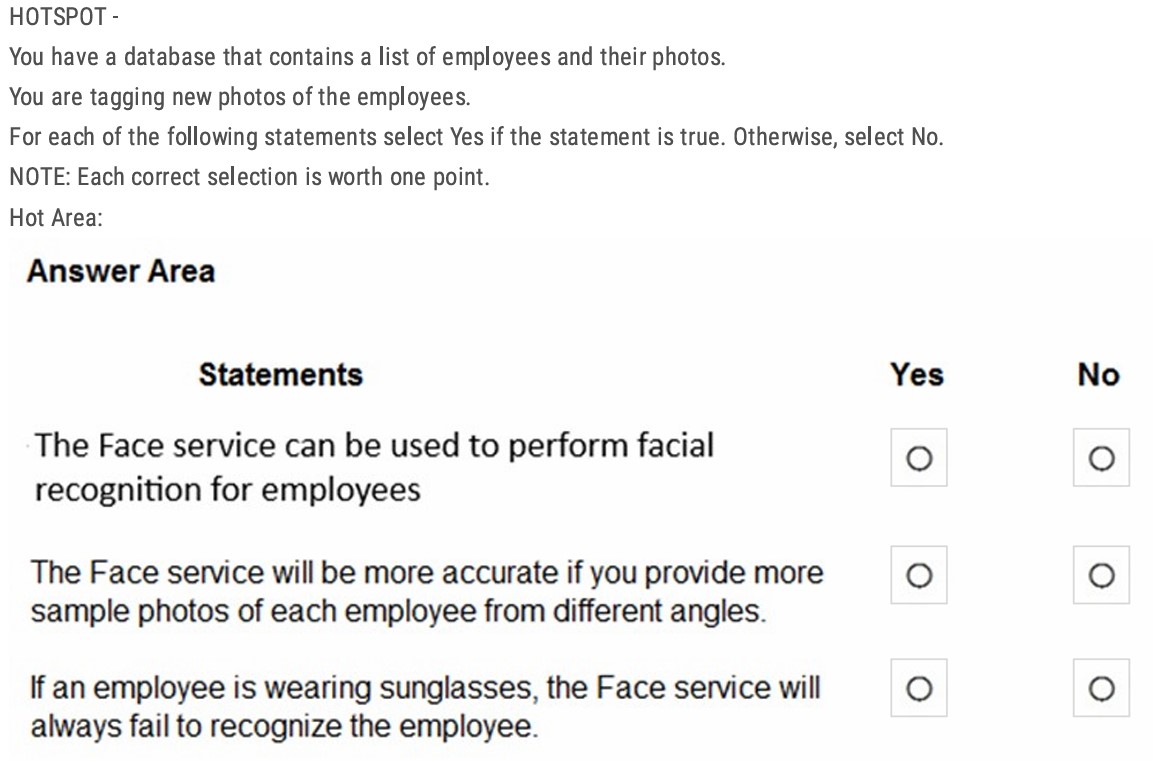 HOTSPOT -
You have a database that contains a list of employees and their photos.
You are tagging new photos of the employees.
For each of the following statements select Yes if the statement is true. Otherwise, select No.
NOTE: Each correct selection is worth one point.
Hot Area:
Answer Area
Statements Yes No
The Face service can be used to perform facial
recognition for employees
The Face service will be more accurate if you provide more
sample photos of each employee from different angles.
If an employee is wearing sunglasses, the Face service will
always fail to recognize the employee.